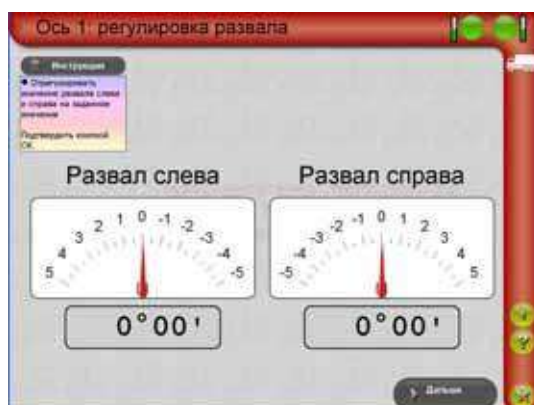 Ось 1: регулировка развала
Инструкция
Отрегулировать
значение развала слева
и справа на заданное
значение
Подтвердить кнопкой
ОК.
Развал слева
Развал справа
5 4 3 2 1 0 -1 -2 -3 -4 -5
-5 -4 -3 -2 -1 0 1 2 3 4 5
0°00'
0°00'
Дальше